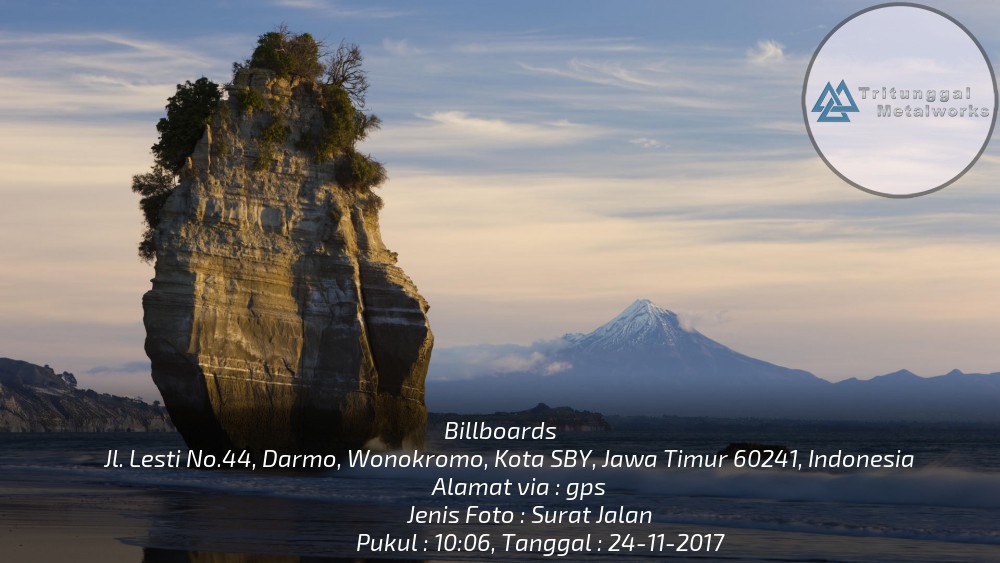 Tritunggal
Metalworks
Billboards
Jl. Lesti No.44, Darmo, Wonokromo, Kota SBY, Jawa Timur 60241, Indonesia
Alamat via : gps
Jenis Foto : Surat Jalan
Pukul : 10:06, Tanggal : 24-11-2017